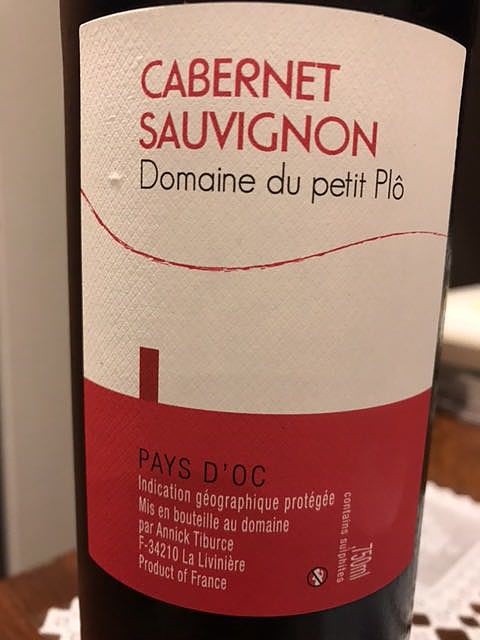 CABERNET
SAUVIGNON
Domaine du petit Plô
PAYS D'OC
Indication géographique protégée
Mis en bouteille au domaine
par Annick Tiburce
F-34210 La Livinière
Product of France
contains sulphites
750ml